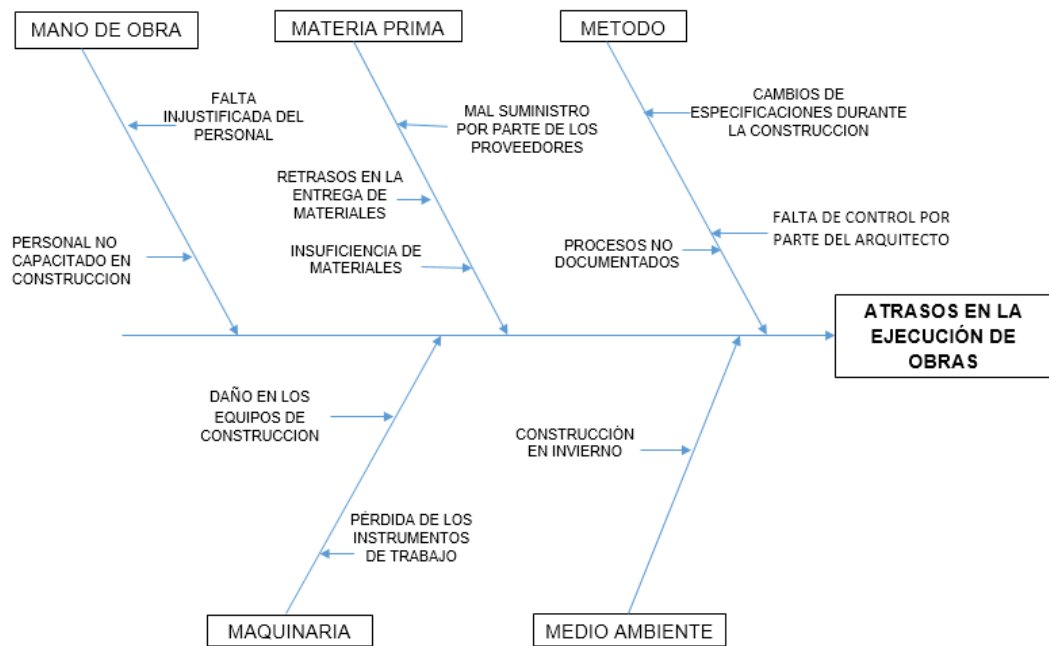 MANO DE OBRA
MATERIA PRIMA
METODO
FALTA
INJUSTIFICADA DEL
PERSONAL
PERSONAL NO
CAPACITADO EN
CONSTRUCCION
MAL SUMINISTRO
POR PARTE DE LOS
PROVEEDORES
RETRASOS EN LA
ENTREGA DE
MATERIALES
INSUFICIENCIA DE
MATERIALES
CAMBIOS DE
ESPECIFICACIONES DURANTE
LA CONSTRUCCION
FALTA DE CONTROL POR
PARTE DEL ARQUITECTO
PROCESOS NO
DOCUMENTADOS
ATRASOS EN LA
EJECUCIÓN DE
OBRAS
DAÑO EN LOS
EQUIPOS DE
CONSTRUCCION
PÉRDIDA DE LOS
INSTRUMENTOS
DE TRABAJO
CONSTRUCCIÓN
EN INVIERNO
MAQUINARIA
MEDIO AMBIENTE